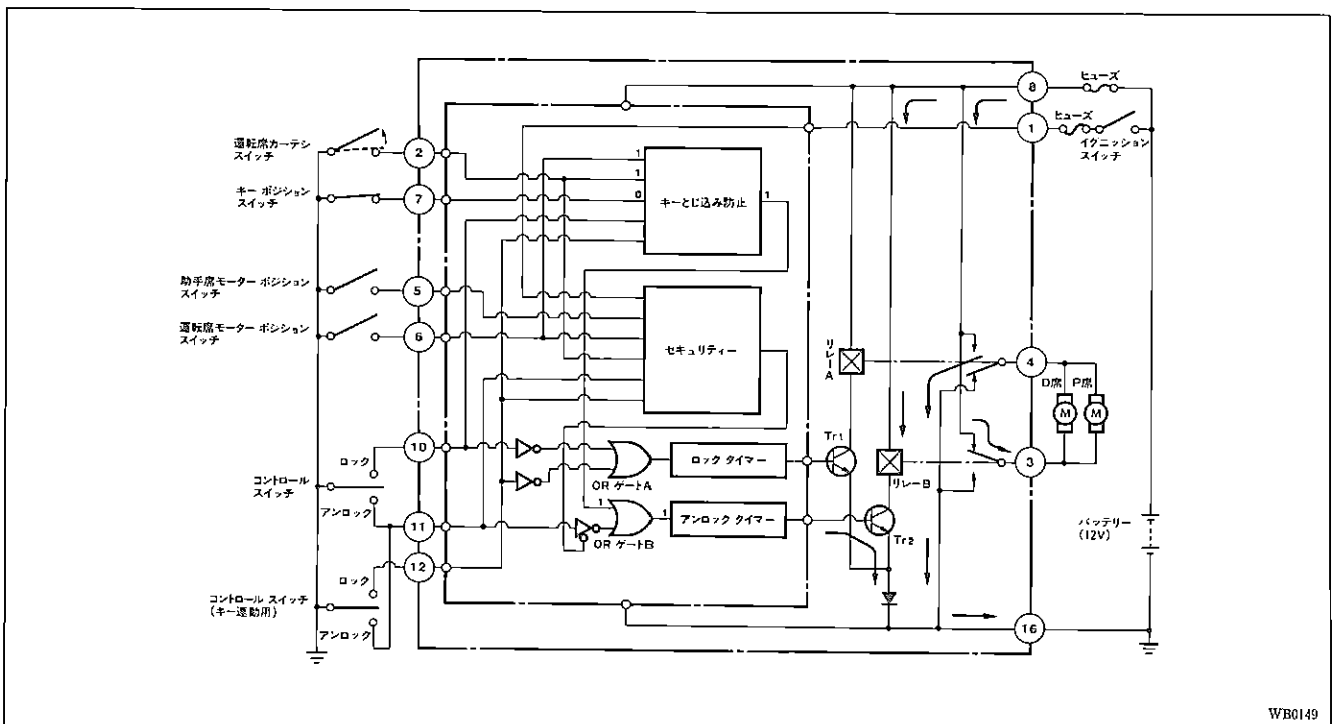 ヒューズ
8
ヒューズ
1
イグニッション
スイッチ
運転席カーテシ
スイッチ
2
キー ポジション
スイッチ
7
1
1
0
キーとじ込み防止
1
助手席モーター ポジション
スイッチ
5
運転席モーター ポジション
スイッチ
6
セキュリティー
リレーA
4
D席
P席
M
M
10
ロック
コントロール
スイッチ
アンロック
11
OR ゲートA
ロック タイマー
Tr1
リレーB
3
1
OR ゲートB
1
アンロック タイマー
Tr2
バッテリー
(12V)
12
ロック
コントロール スイッチ
(キー連動用)
アンロック
16
WB0149